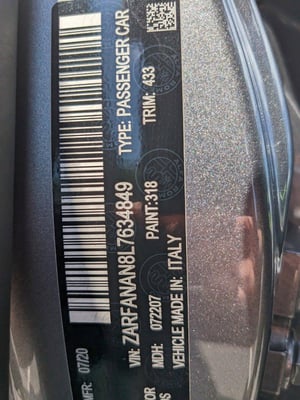 MFR: 07/20
VIN: ZARFANAN8L7634849 TYPE: PASSENGER CAR
MDH: 072207 PAINT: 318 TRIM: 433
VEHICLE MADE IN: ITALY